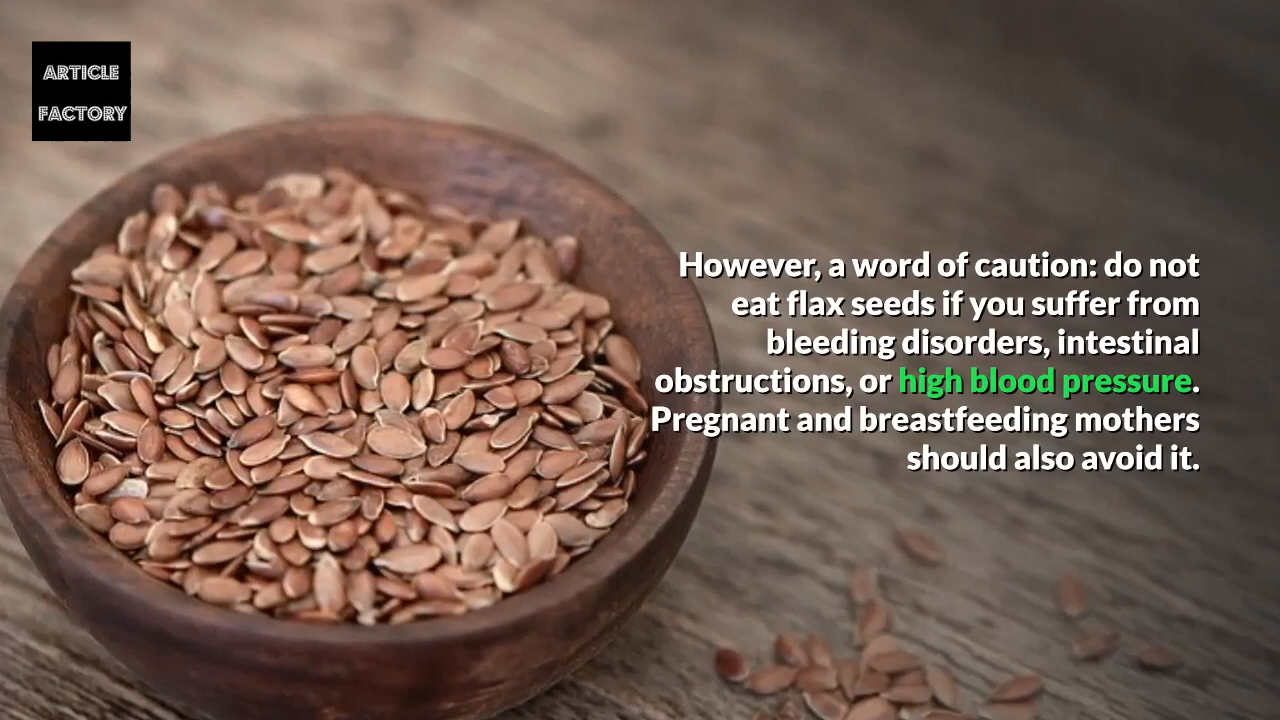 ARTICLE
FACTORY
However, a word of caution: do not
eat flax seeds if you suffer from
bleeding disorders, intestinal
obstructions, or high blood pressure.
Pregnant and breastfeeding mothers
should also avoid it.